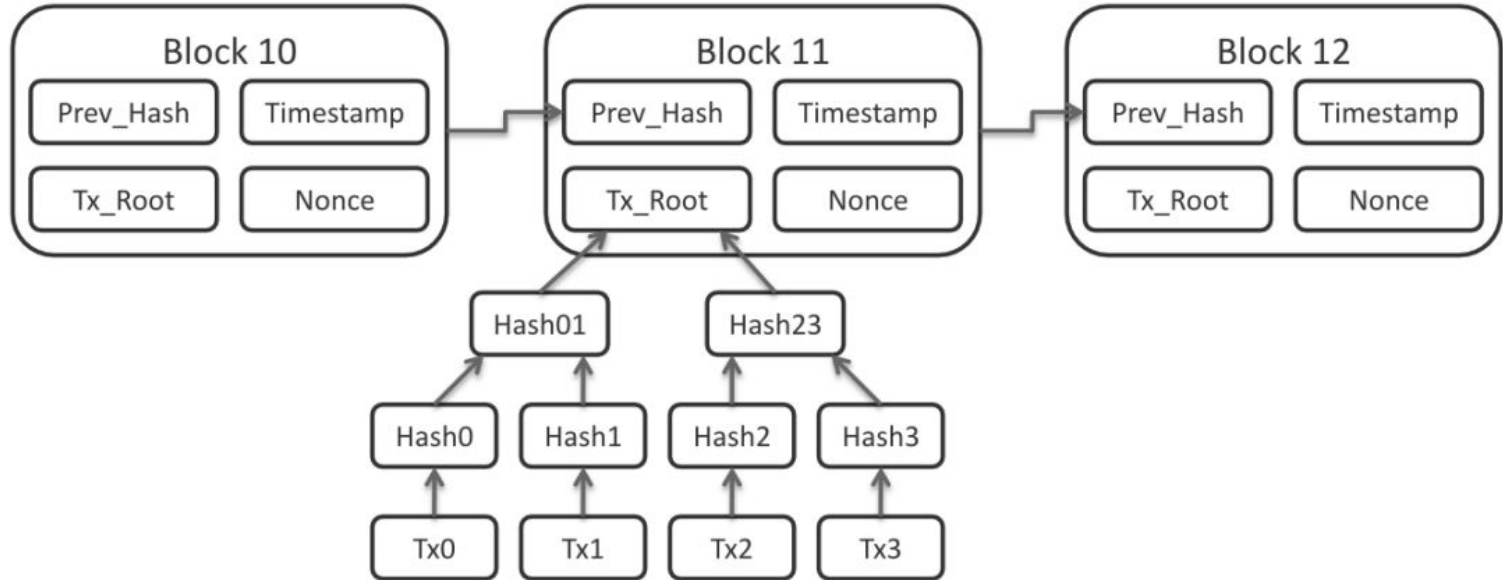 Block 10
Prev_Hash Timestamp
Tx_Root Nonce
Block 11
Prev_Hash Timestamp
Tx_Root Nonce
Block 12
Prev_Hash Timestamp
Tx_Root Nonce
Hash01 Hash23
Hash0 Hash1 Hash2 Hash3
Tx0 Tx1 Tx2 Tx3